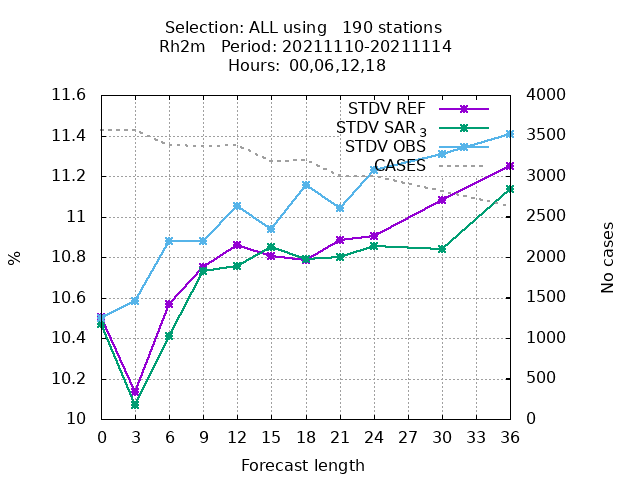 Selection: ALL using   190 stations
Rh2m   Period: 20211110-20211114
Hours:  00,06,12,18
11.6
11.4
11.2
11
10.8
10.6
10.4
10.2
10
%
STDV REF
STDV SAR 3
STDV OBS
CASES
4000
3500
3000
2500
2000
1500
1000
500
0
No cases
0 3 6 9 12 15 18 21 24 27 30 33 36
Forecast length